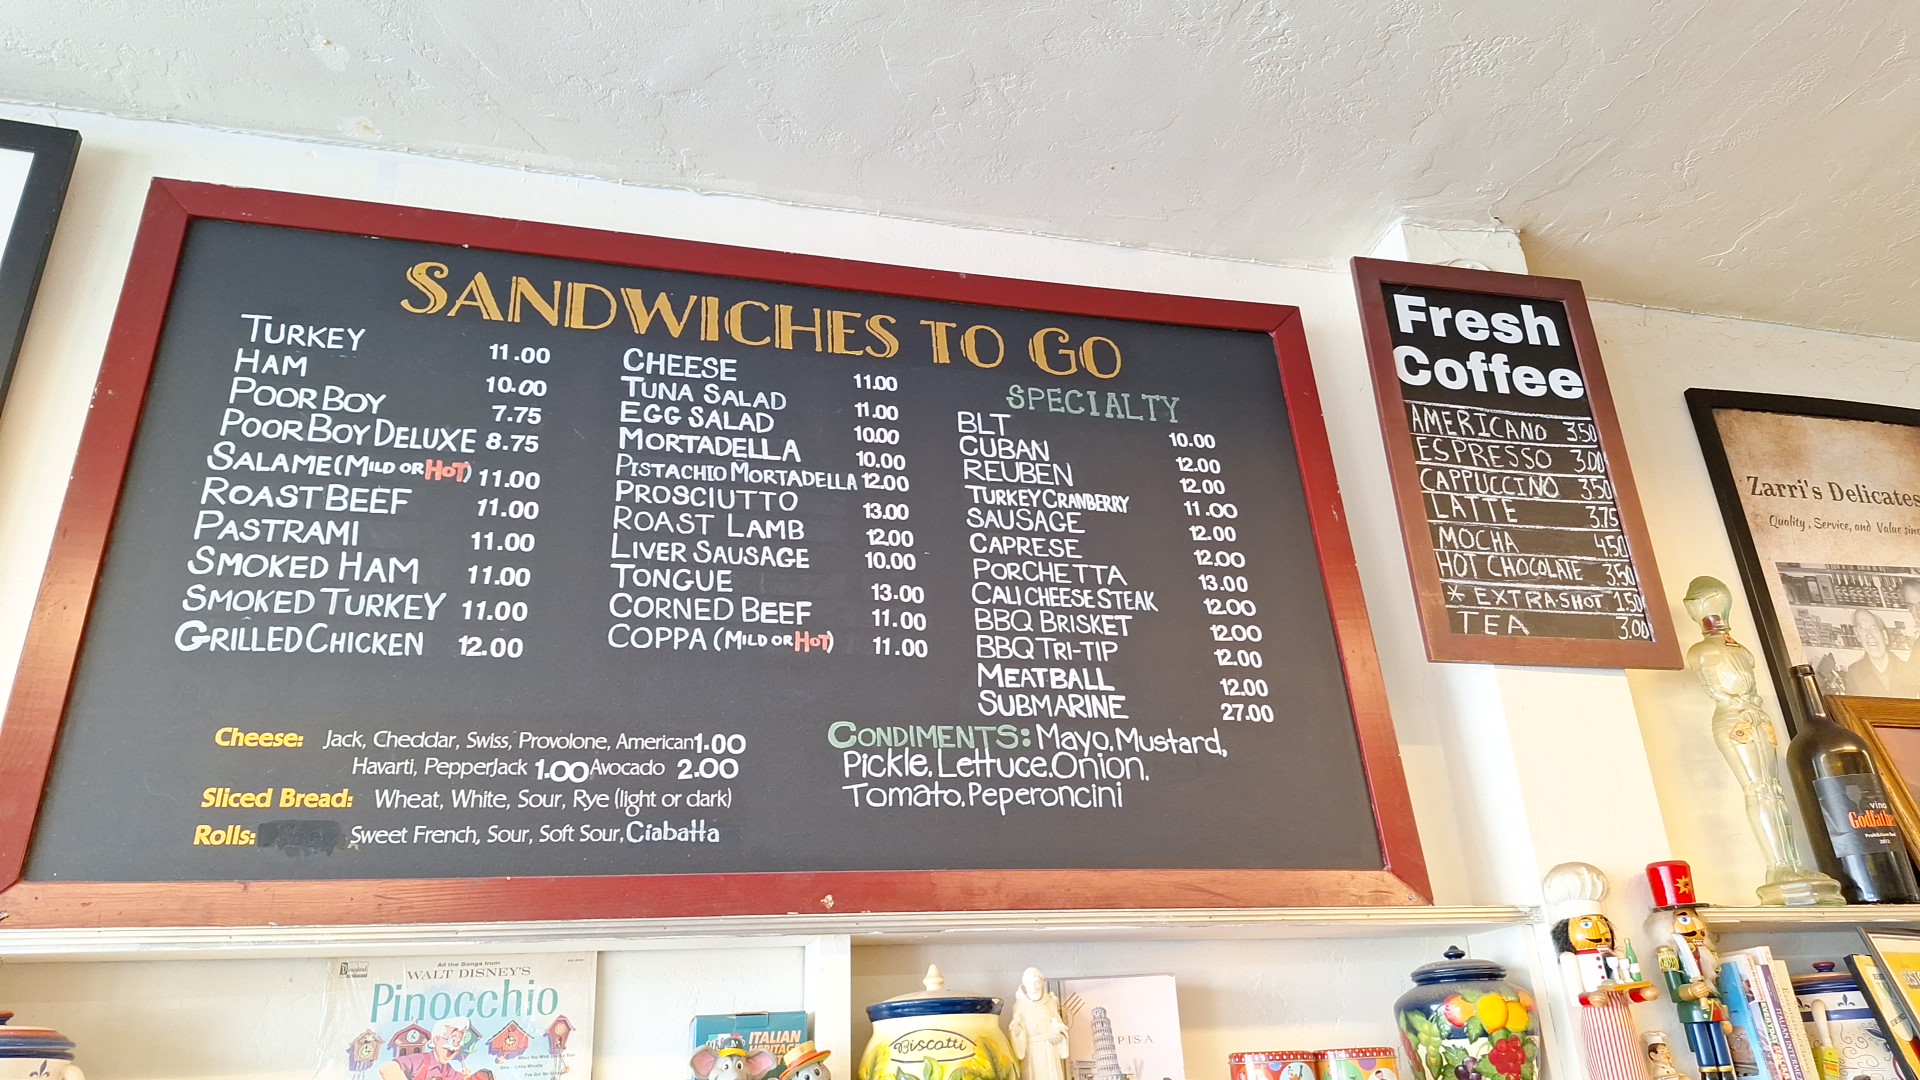 SANDWICHES TO GO
TURKEY 11.00
HAM 10.00
POOR BOY 7.75
POOR BOY DELUXE 8.75
SALAME (MILD OR HOT) 11.00
ROAST BEEF 11.00
PASTRAMI 11.00
SMOKED HAM 11.00
SMOKED TURKEY 11.00
GRILLED CHICKEN 12.00
CHEESE 11.00
TUNA SALAD 11.00
EGG SALAD 10.00
MORTADELLA 10.00
PISTACHIO MORTADELLA 12.00
PROSCIUTTO 13.00
ROAST LAMB 12.00
LIVER SAUSAGE 10.00
TONGUE 13.00
CORNED BEEF 11.00
COPPA (MILD OR HOT) 11.00
SPECIALTY
BLT 10.00
CUBAN 12.00
REUBEN 12.00
TURKEY CRANBERRY 11.00
SAUSAGE 12.00
CAPRESE 12.00
PORCHETTA 13.00
CALI CHEESE STEAK 12.00
BBQ BRISKET 12.00
BBQ TRI-TIP 12.00
MEATBALL 12.00
SUBMARINE 27.00
Cheese: Jack, Cheddar, Swiss, Provolone, American 1.00
Havarti, PepperJack 1.00 Avocado 2.00
Sliced Bread: Wheat, White, Sour, Rye (light or dark)
Rolls: Sweet French, Sour, Soft Sour, Ciabatta
CONDIMENTS: Mayo, Mustard,
Pickle, Lettuce, Onion,
Tomato, Peperoncini
Fresh
Coffee
AMERICANO 3.50
ESPRESSO 3.00
CAPPUCCINO 3.50
LATTE 3.75
MOCHA 4.50
HOT CHOCOLATE 3.50
* EXTRA-SHOT 1.50
TEA 3.00
Zarri's Delicates
Quality, Service, and Value
vino
Godfather
2012
Disneyland
All the Songs from
WALT DISNEY'S
Pinocchio
ITALIAN
HERITAGE
Biscotti
PISA